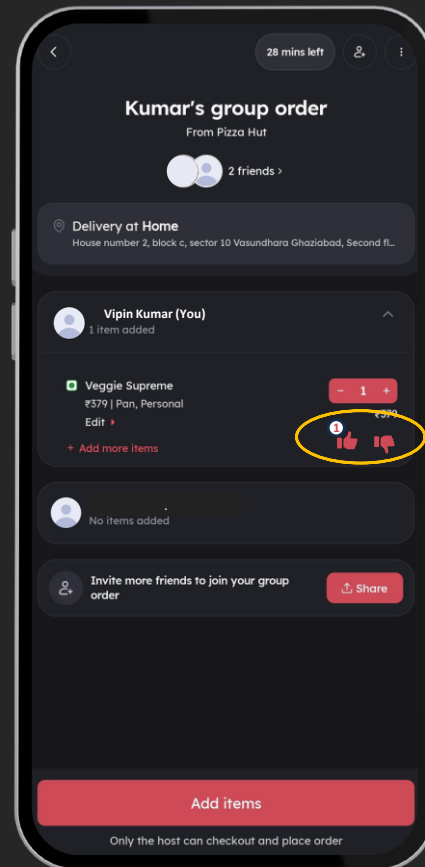 28 mins left
Kumar's group order
From Pizza Hut
2 friends >
Delivery at Home
House number 2, block c, sector 10 Vasundhara Ghaziabad, Second fl...
Vipin Kumar (You)
1 item added
Veggie Supreme
- 1 +
₹379 | Pan, Personal
₹379
Edit
1
+ Add more items
.
No items added
Invite more friends to join your group
order
Share
Add items
Only the host can checkout and place order